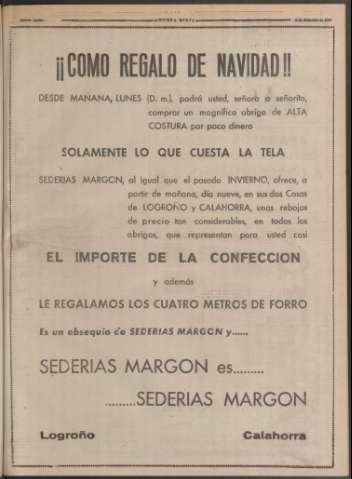 NUEVA RIOJA
¡¡COMO REGALO DE NAVIDAD!!
DESDE MAÑANA, LUNES (D. m.), podrá usted, señora o señorita,
comprar un magnífico abrigo de ALTA
COSTURA por poco dinero
SOLAMENTE LO QUE CUESTA LA TELA
SEDERIAS MARGON, al igual que el pasado INVIERNO, ofrece, a
partir de mañana, día nueve, en sus dos Casas
de LOGROÑO y CALAHORRA, unas rebajas
de precio tan considerables, en todos los
abrigos, que representan para usted casi
EL IMPORTE DE LA CONFECCION
y además
LE REGALAMOS LOS CUATRO METROS DE FORRO
Es un obsequio de SEDERIAS MARGON y......
SEDERIAS MARGON es.........
.........SEDERIAS MARGON
Logroño Calahorra